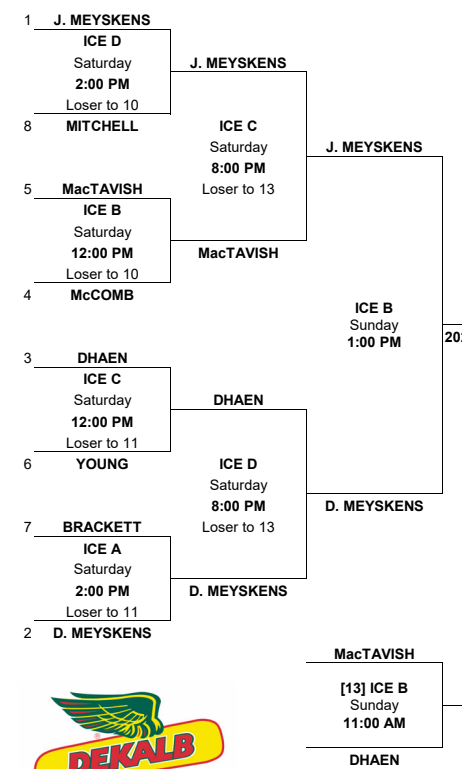 1 J. MEYSKENS
ICE D
Saturday
2:00 PM
Loser to 10
8 MITCHELL
J. MEYSKENS
ICE C
Saturday
8:00 PM
Loser to 13
5 MacTAVISH
ICE B
Saturday
12:00 PM
Loser to 10
4 McCOMB
MacTAVISH
J. MEYSKENS
ICE B
Sunday
1:00 PM
3 DHAEN
ICE C
Saturday
12:00 PM
Loser to 11
6 YOUNG
DHAEN
ICE D
Saturday
8:00 PM
Loser to 13
7 BRACKETT
ICE A
Saturday
2:00 PM
Loser to 11
2 D. MEYSKENS
D. MEYSKENS
D. MEYSKENS
MacTAVISH
[13] ICE B
Sunday
11:00 AM
DHAEN
DEKALB